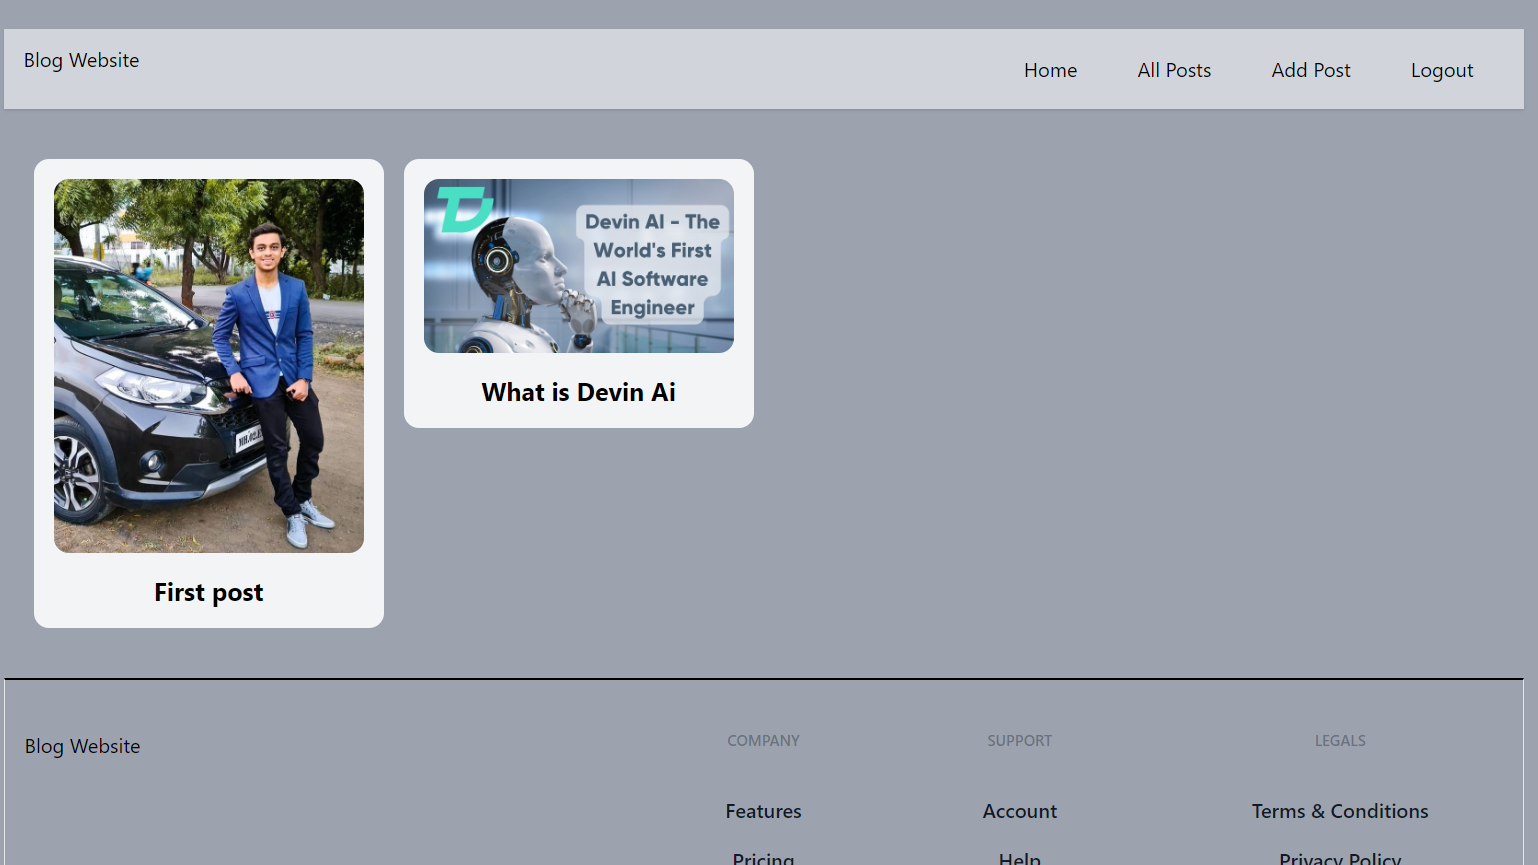 Blog Website
Home All Posts Add Post Logout
Devin AI - The
World's First
AI Software
Engineer
First post
What is Devin Ai
Blog Website
COMPANY SUPPORT LEGALS
Features Account Terms & Conditions
Pricing Help Privacy Policy